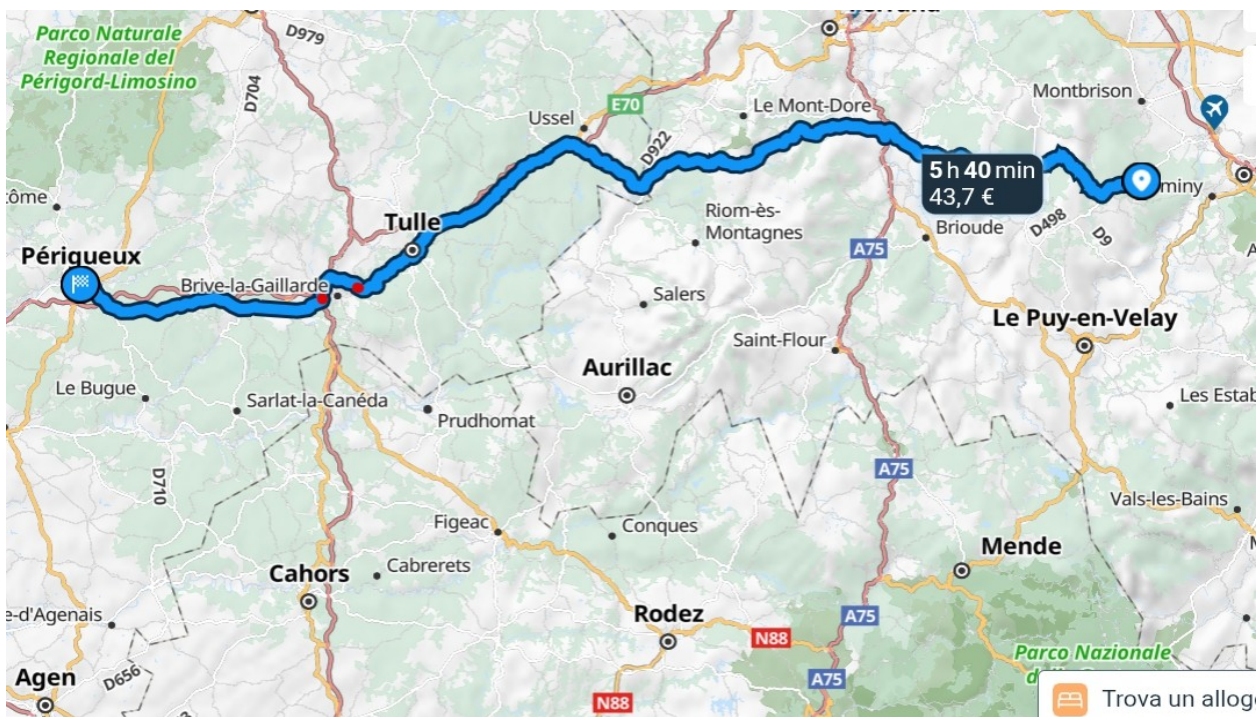 Parco Naturale
Regionale del
Périgord-Limosino
D979
D704
Montbrison
E70
Ussel
Le Mont-Dore
D922
5 h 40 min
43,7 €
miny
Riom-ès-
Montagnes
Brioude
D498
D9
Tulle
A75
Périgueux
Brive-la-Gaillarde
Salers
Saint-Flour
Le Puy-en-Velay
Aurillac
Le Bugue
Sarlat-la-Canéda
Prudhomat
Les Estab
D710
A75
Vals-les-Bains
Figeac
Conques
Mende
Cahors
Cabrerets
e-d'Agenais
Rodez
N88
A75
Parco Nazionale
D656
Agen
N88
A75
Trova un allogg